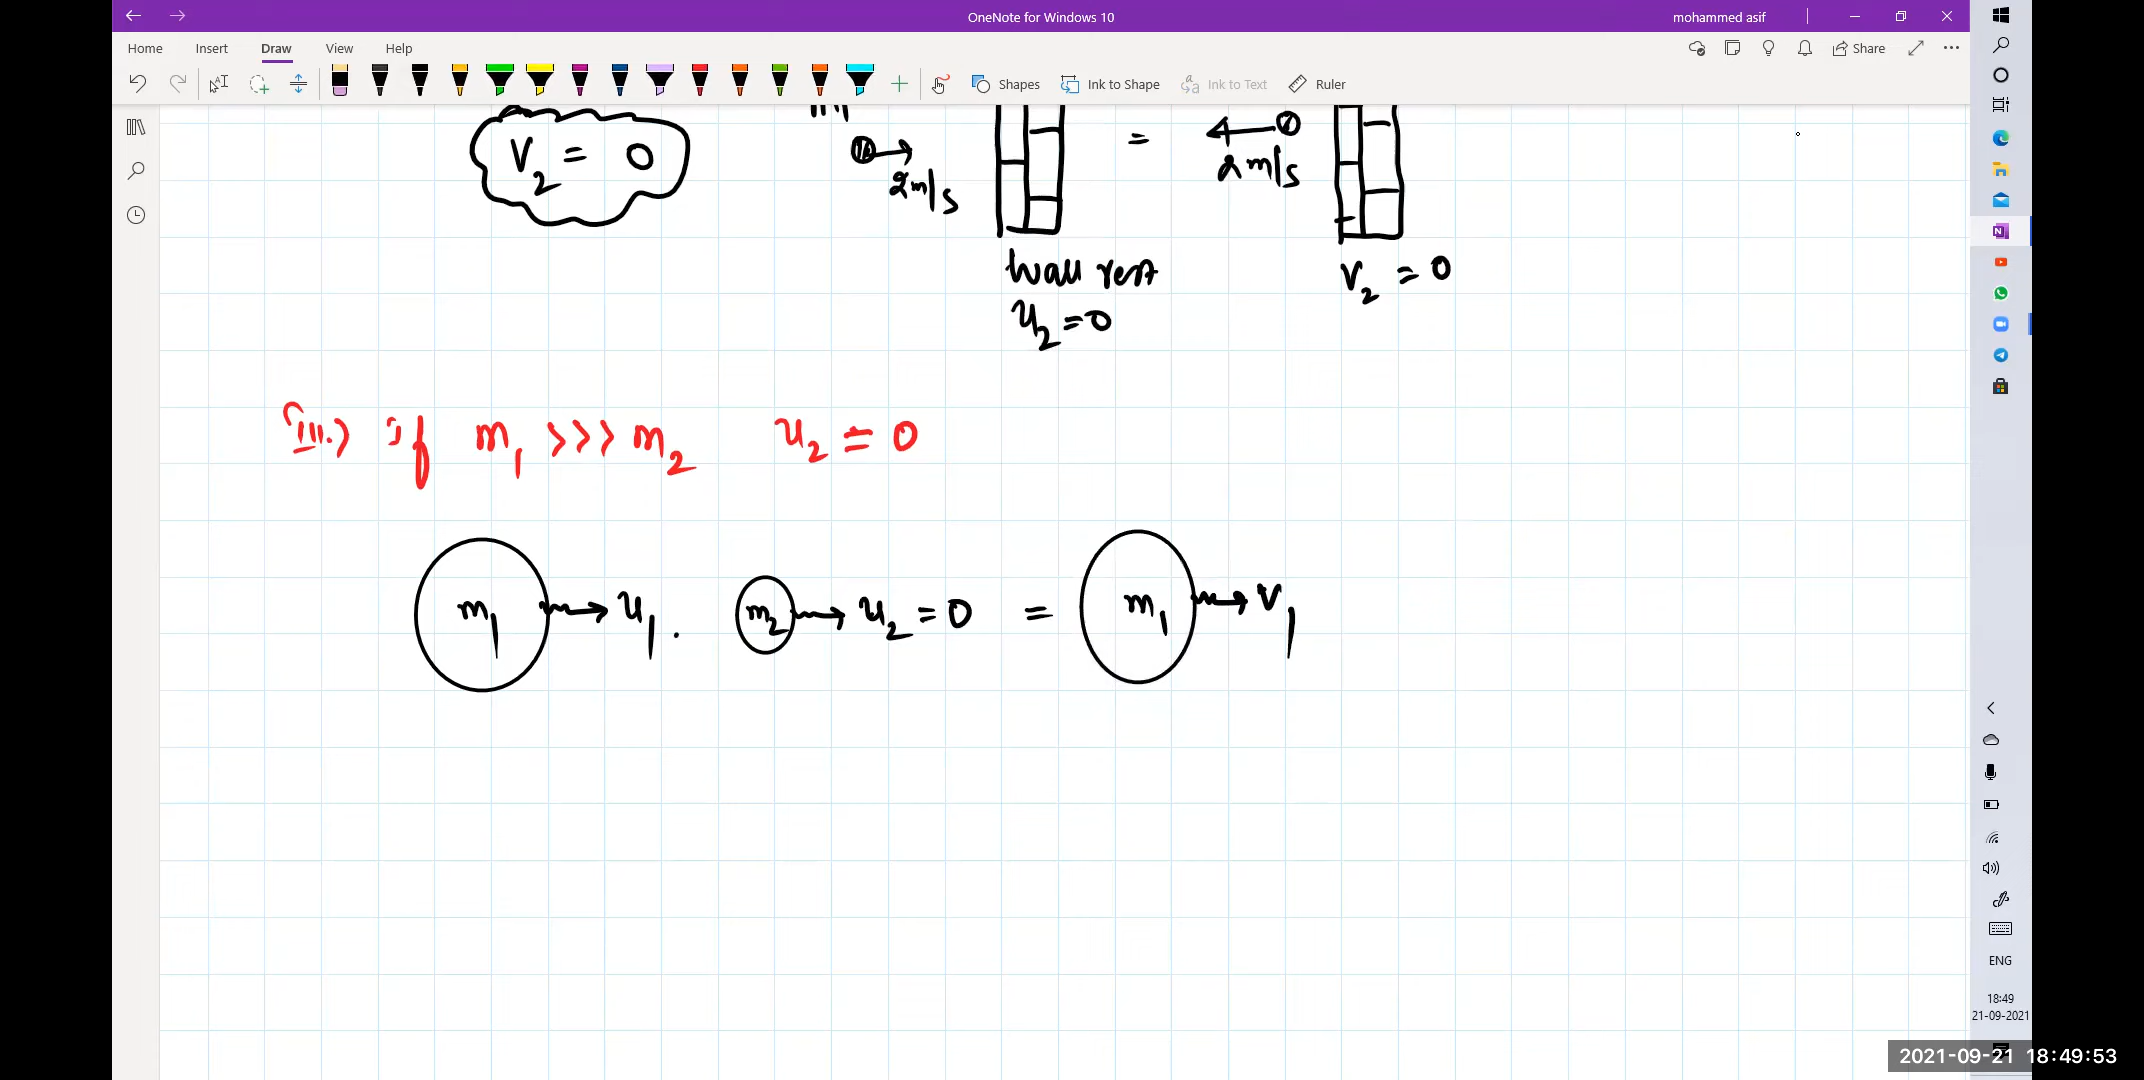 OneNote for Windows 10
mohammed asif
Home Insert Draw View Help
Share
Shapes Ink to Shape Ink to Text Ruler
V₂ = 0
2m/s
=
2m/s
wall rest
u₂ = 0
V₂ = 0
(iii.) if m₁ >>> m₂ u₂ = 0
m₁ → u₁. m₂ → u₂ = 0 = m₁ → V₁
ENG
18:49
21-09-2021
2021-09-21 18:49:53